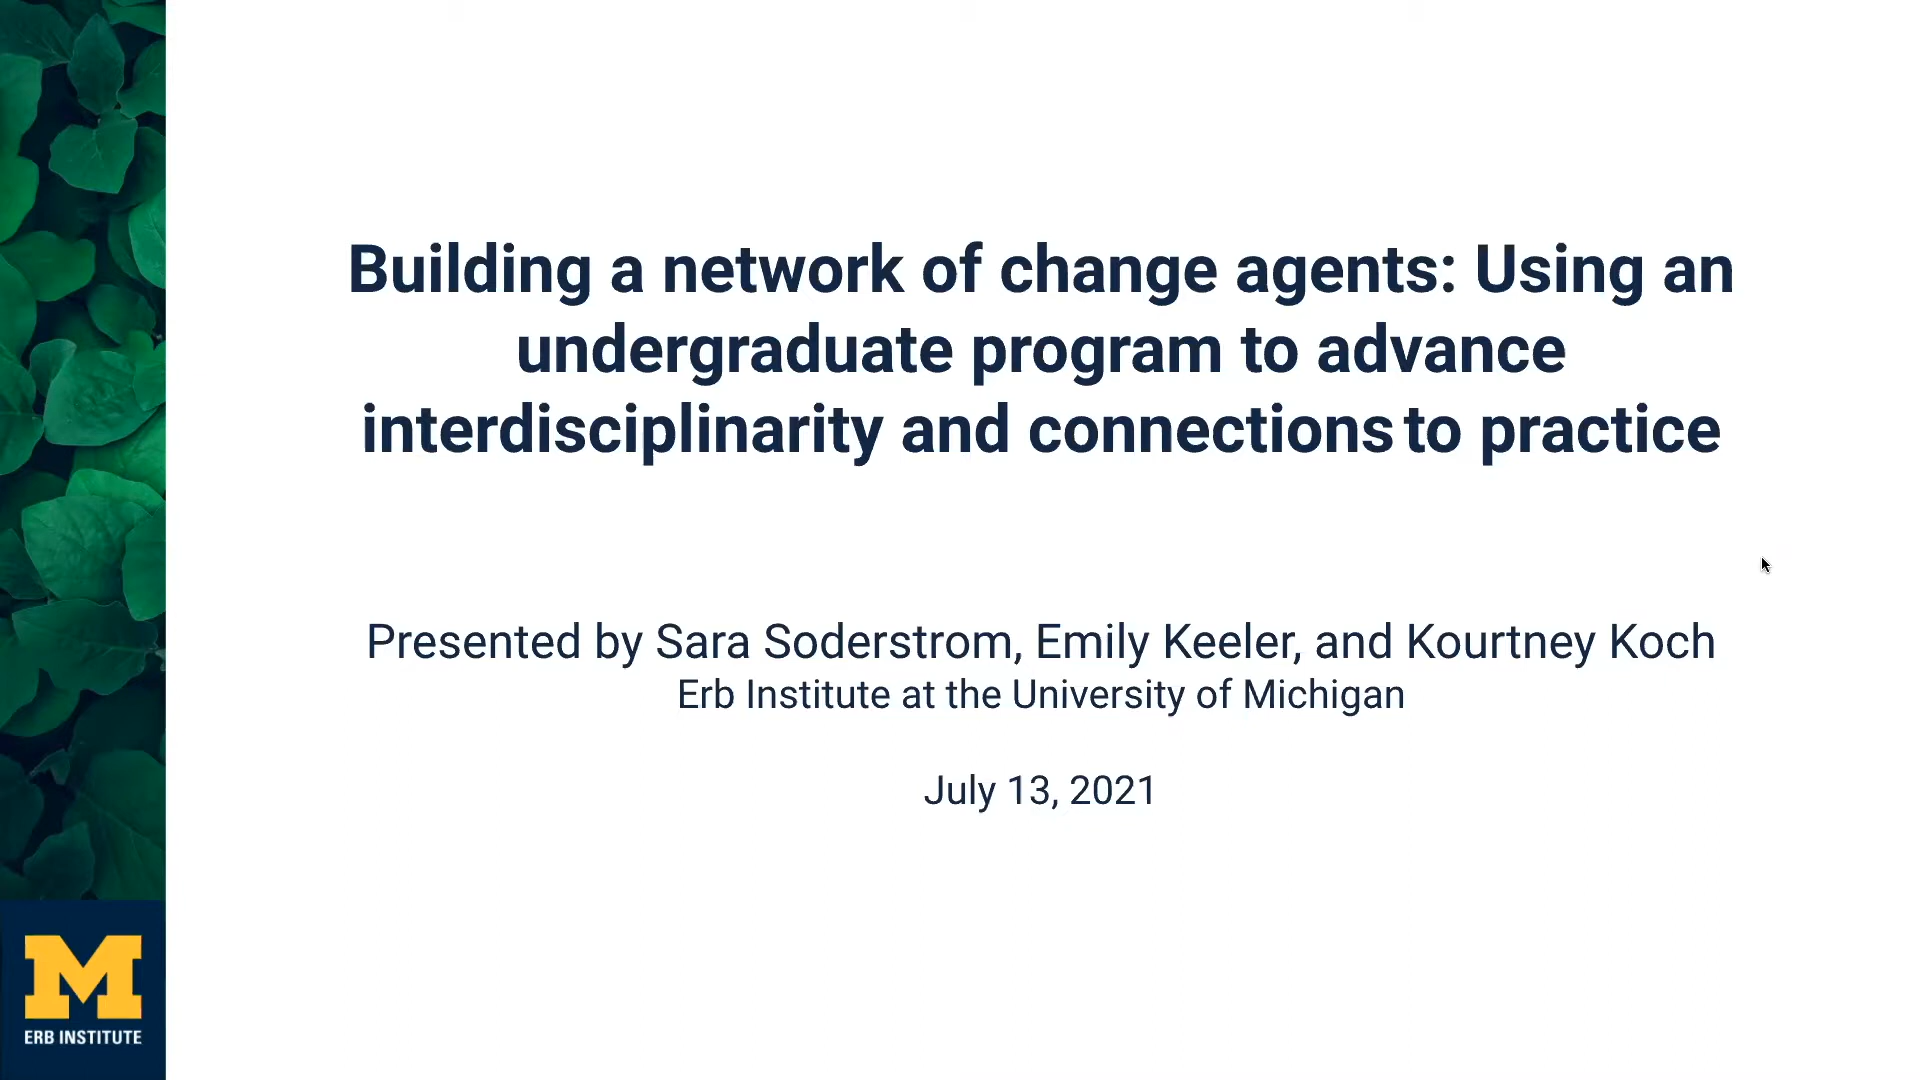 Building a network of change agents: Using an
undergraduate program to advance
interdisciplinarity and connections to practice
Presented by Sara Soderstrom, Emily Keeler, and Kourtney Koch
Erb Institute at the University of Michigan
July 13, 2021
M
ERB INSTITUTE